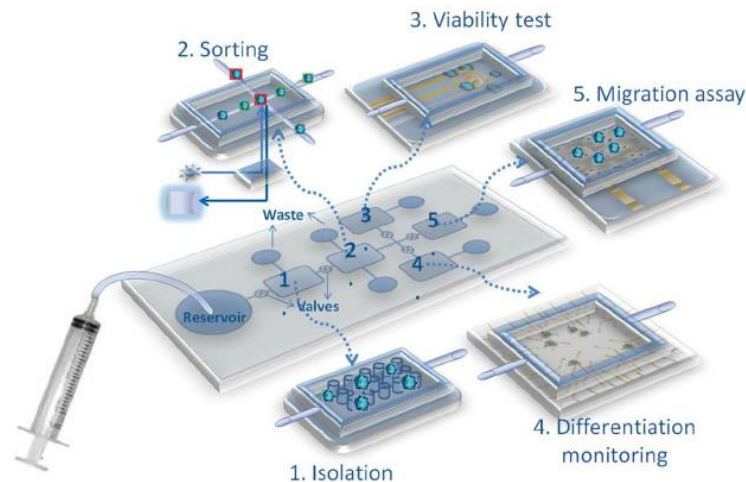 3. Viability test
2. Sorting
5. Migration assay
Waste
3
5
2
1
4
Valves
Reservoir
4. Differentiation
monitoring
1. Isolation